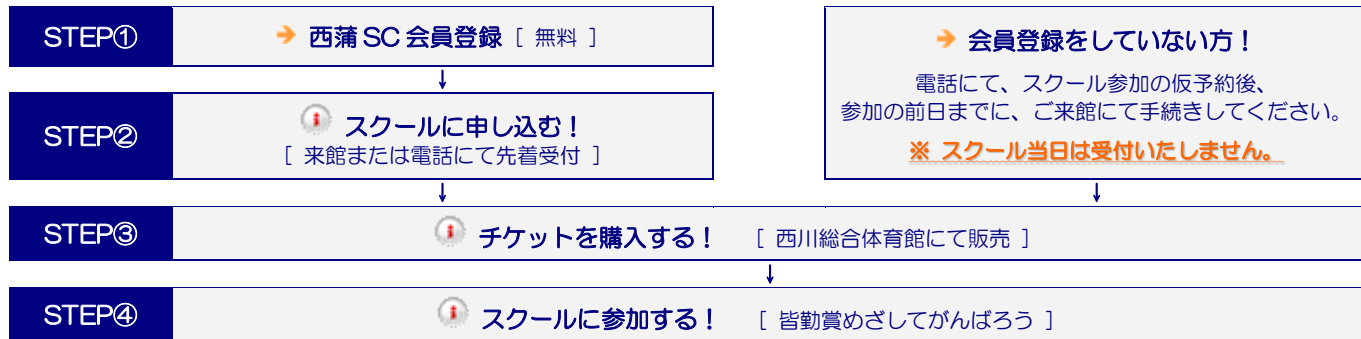 STEP①
西蒲SC会員登録 [ 無料 ]
STEP②
スクールに申し込む!
[ 来館または電話にて先着受付 ]
会員登録をしていない方!
電話にて、スクール参加の仮予約後、
参加の前日までに、ご来館にて手続きしてください。
※ スクール当日は受付いたしません。
STEP③
チケットを購入する! [ 西川総合体育館にて販売 ]
STEP④
スクールに参加する! [ 皆勤賞めざしてがんばろう ]